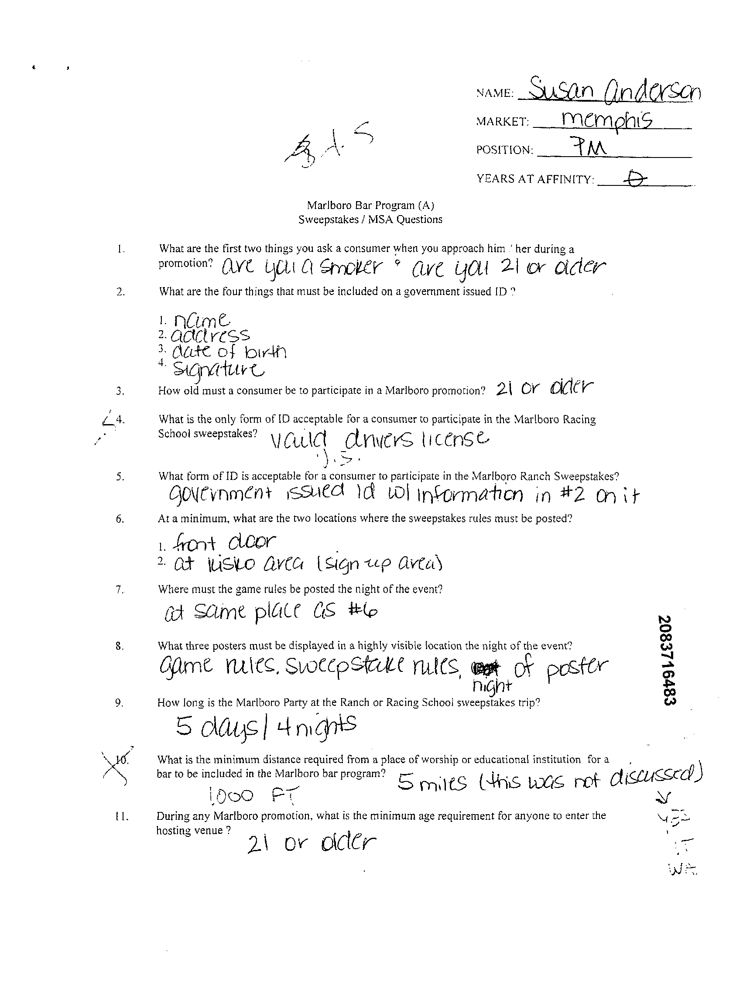 NAME: Susan Anderson
MARKET: memphis
A.S
POSITION: PM
YEARS AT AFFINITY: 0
Marlboro Bar Program (A)
Sweepstakes / MSA Questions
1. What are the first two things you ask a consumer when you approach him / her during a
promotion? are you a smoker & are you 21 or older
2. What are the four things that must be included on a government issued ID ?
1. name
2. address
3. date of birth
4. signature
3. How old must a consumer be to participate in a Marlboro promotion? 21 or older
4. What is the only form of ID acceptable for a consumer to participate in the Marlboro Racing
School sweepstakes? valid drivers license
U.S.
5. What form of ID is acceptable for a consumer to participate in the Marlboro Ranch Sweepstakes?
government issued id w/ information in #2 on it
6. At a minimum, what are the two locations where the sweepstakes rules must be posted?
1. front door
2. at kisko area (sign-up area)
7. Where must the game rules be posted the night of the event?
at same place as #6
8. What three posters must be displayed in a highly visible location the night of the event?
game rules, sweepstake rules, of poster
night
9. How long is the Marlboro Party at the Ranch or Racing School sweepstakes trip?
5 days / 4 nights
10. What is the minimum distance required from a place of worship or educational institution for a
bar to be included in the Marlboro bar program? 5 miles (this was not discussed)
1000 FT
11. During any Marlboro promotion, what is the minimum age requirement for anyone to enter the
hosting venue ?
21 or older
IT
WA
2083716483